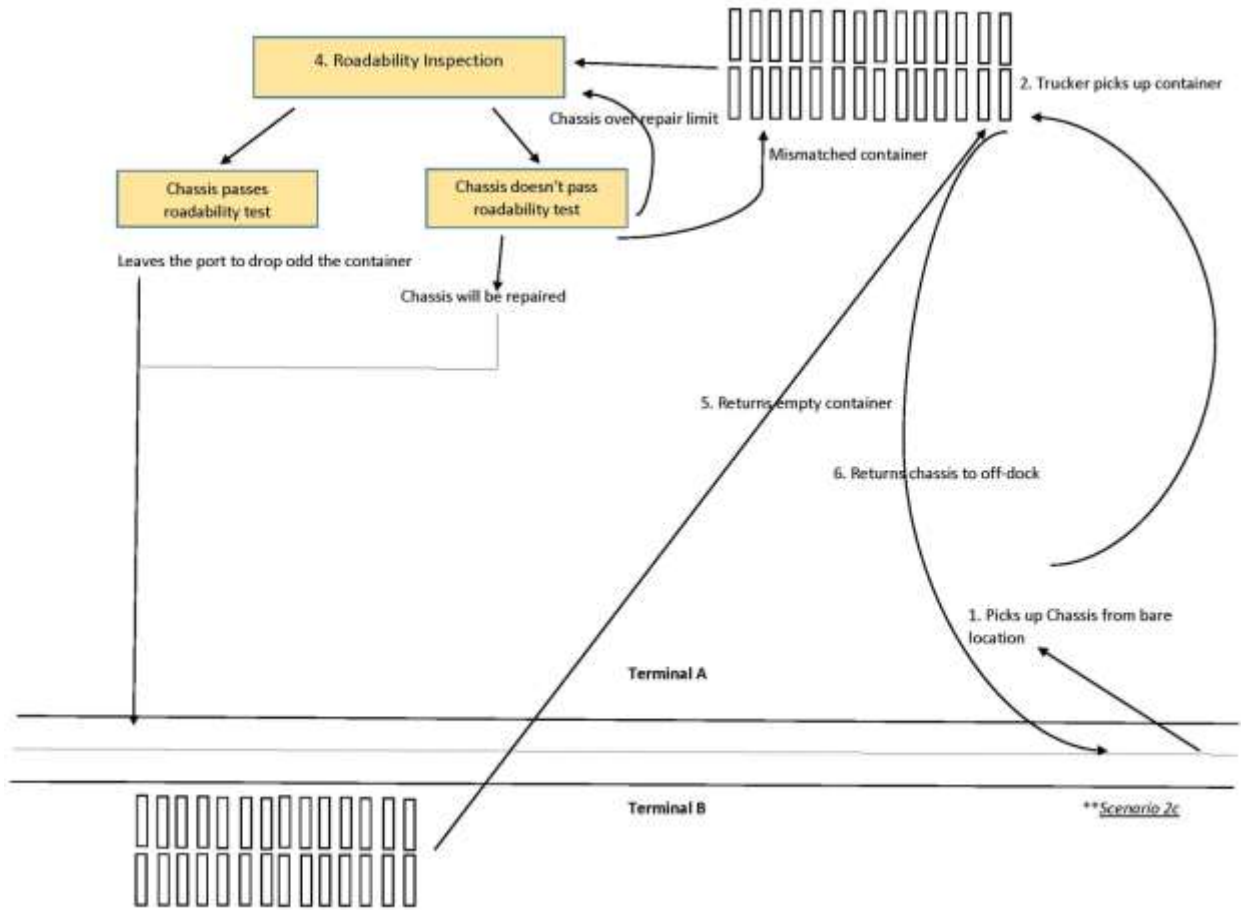 4. Roadability Inspection
2. Trucker picks up container
Chassis over repair limit
Mismatched container
Chassis passes
roadability test
Chassis doesn't pass
roadability test
Leaves the port to drop odd the container
Chassis will be repaired
5. Returns empty container
6. Returns chassis to off-dock
1. Picks up Chassis from bare
location
Terminal A
Terminal B
**Scenario 2c